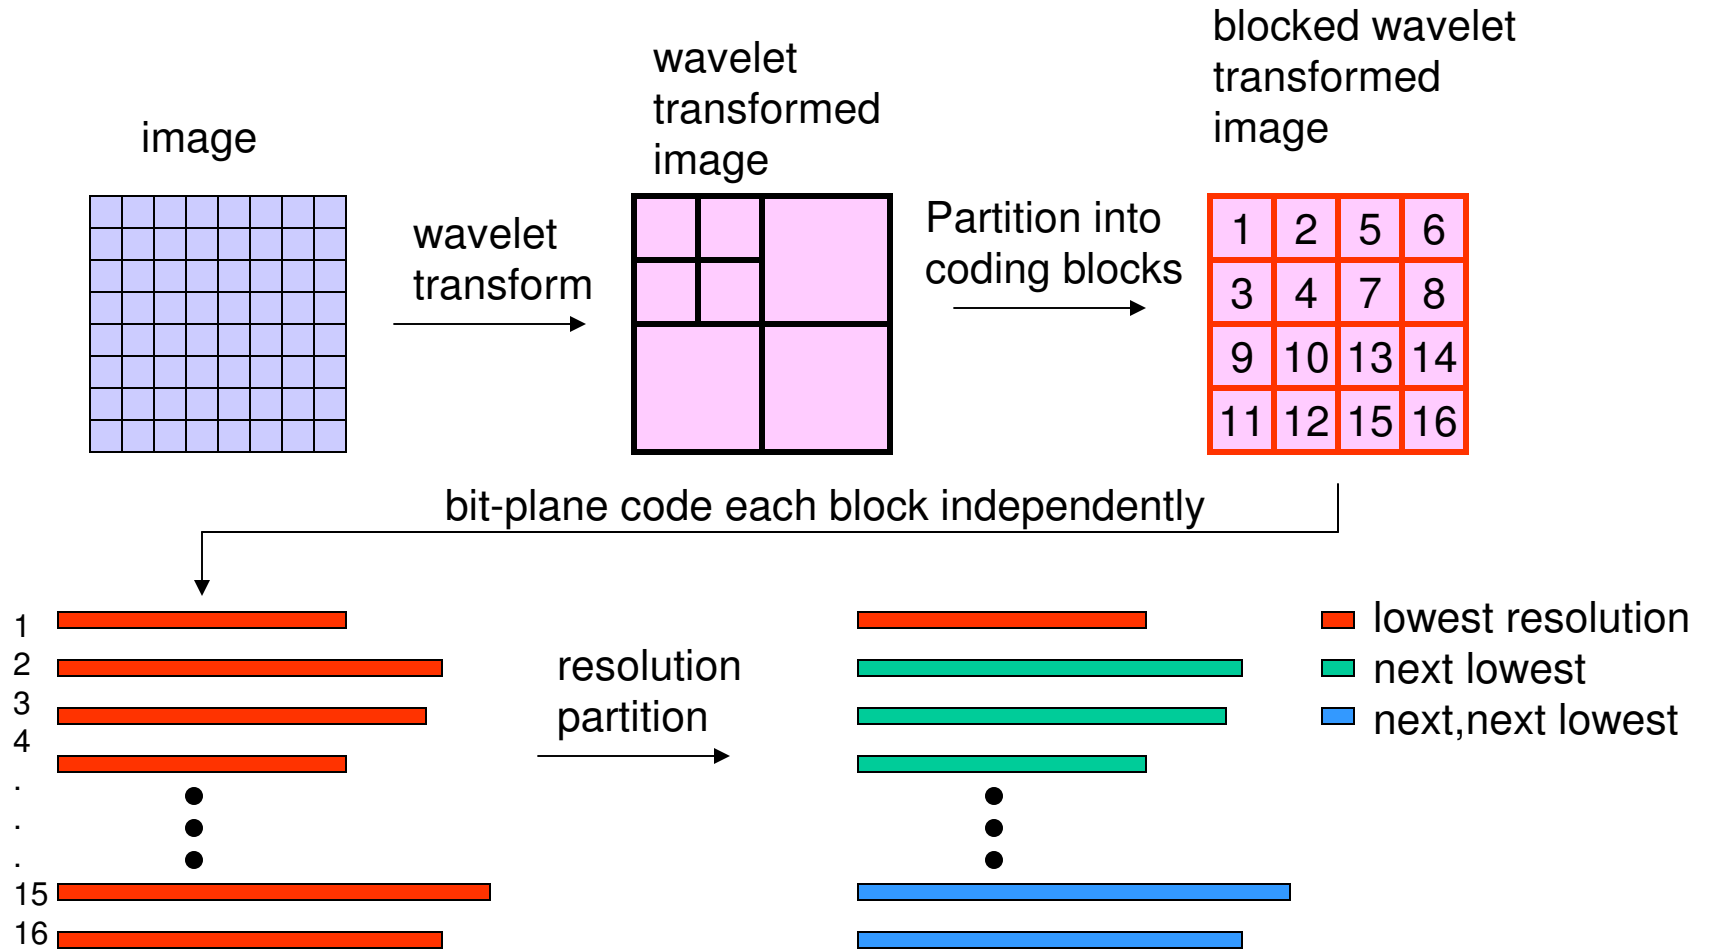 image
wavelet
transform
wavelet
transformed
image
Partition into
coding blocks
blocked wavelet
transformed
image
1 2 5 6
3 4 7 8
9 10 13 14
11 12 15 16
bit-plane code each block independently
1
2
3
4
.
.
.
15
16
resolution
partition
lowest resolution
next lowest
next,next lowest